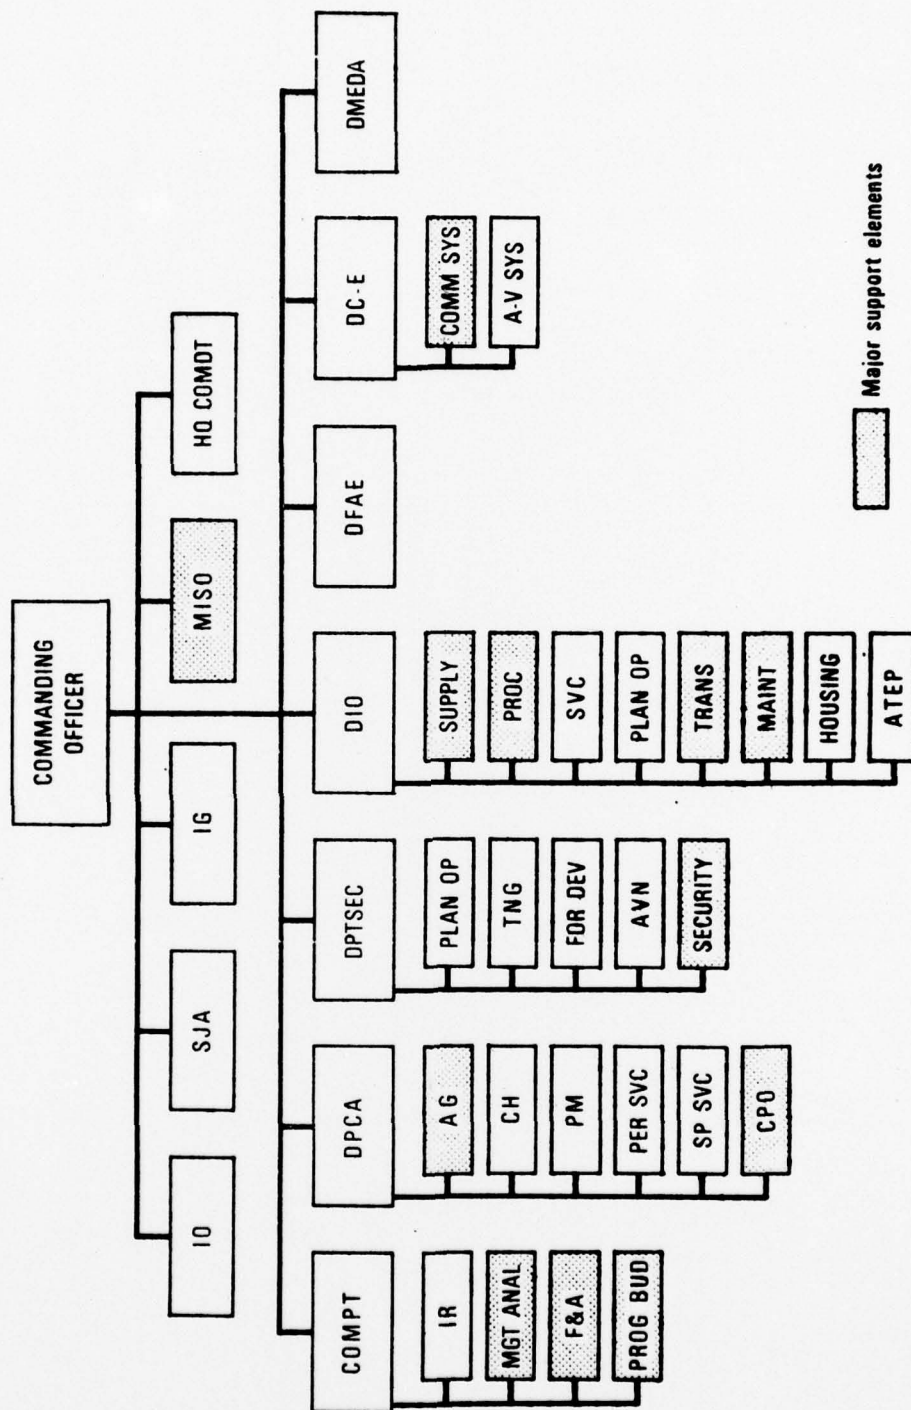 COMMANDING
OFFICER
IO
SJA
IG
MISO
HQ COMDT
COMPT
DPCA
DPTSEC
DIO
DFAE
DC-E
DMEDA
IR
MGT ANAL
F&A
PROG BUD
AG
CH
PM
PER SVC
SP SVC
CPO
PLAN OP
TNG
FOR DEV
AVN
SECURITY
SUPPLY
PROC
SVC
PLAN OP
TRANS
MAINT
HOUSING
ATEP
COMM SYS
A-V SYS
Major support elements